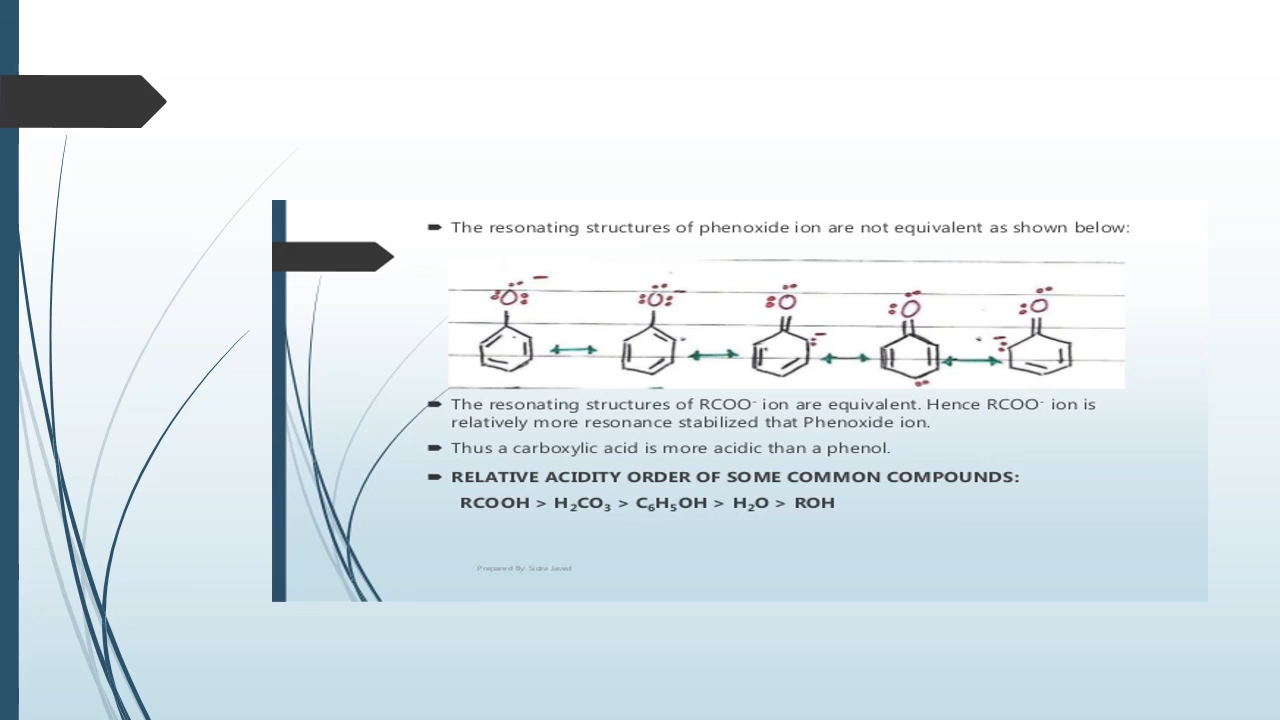 The resonating structures of phenoxide ion are not equivalent as shown below:
:O: −
:O: −
:O
:O
:O
The resonating structures of RCOO⁻ ion are equivalent. Hence RCOO⁻ ion is
relatively more resonance stabilized that Phenoxide ion.
Thus a carboxylic acid is more acidic than a phenol.
RELATIVE ACIDITY ORDER OF SOME COMMON COMPOUNDS:
RCOOH > H₂CO₃ > C₆H₅OH > H₂O > ROH
Prepared By: Sidra Javed